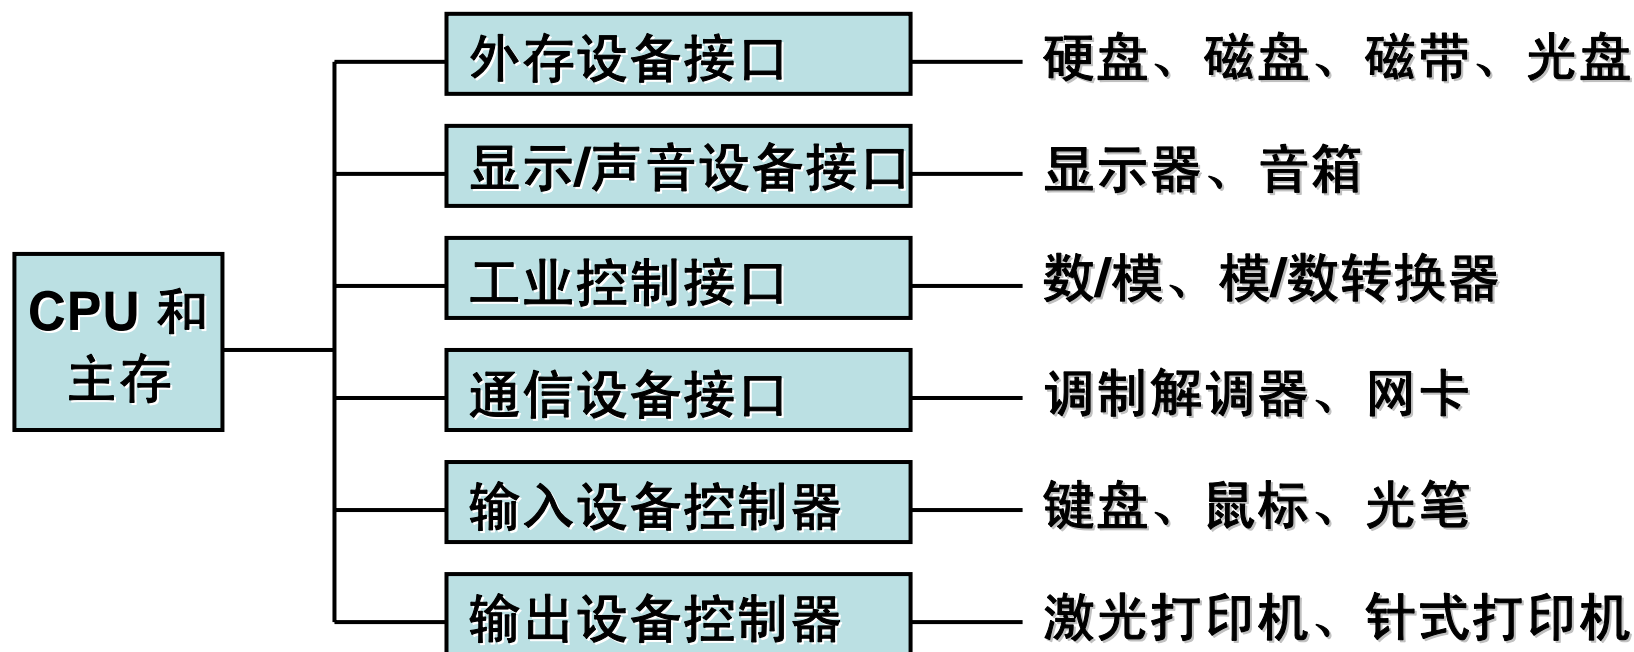 外存设备接口
硬盘、磁盘、磁带、光盘
显示/声音设备接口
显示器、音箱
工业控制接口
数/模、模/数转换器
CPU 和
主存
通信设备接口
调制解调器、网卡
输入设备控制器
键盘、鼠标、光笔
输出设备控制器
激光打印机、针式打印机